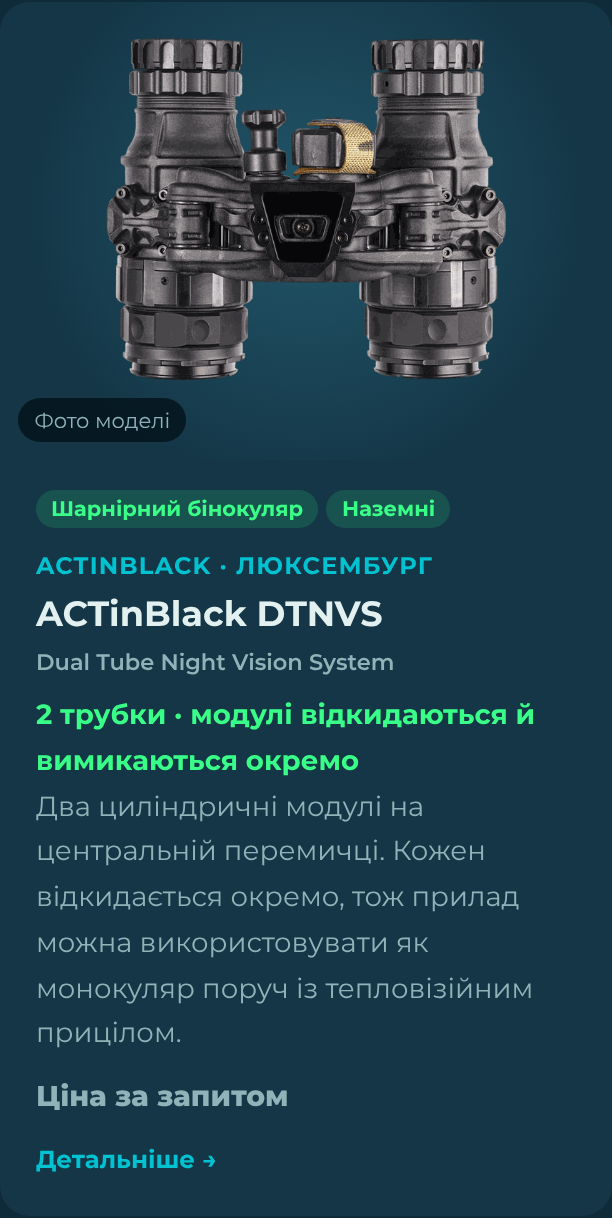 Фото моделі
Шарнірний бінокуляр
Наземні
ACTINBLACK · ЛЮКСЕМБУРГ
ACTinBlack DTNVS
Dual Tube Night Vision System
2 трубки · модулі відкидаються й
вимикаються окремо
Два циліндричні модулі на
центральній перемичці. Кожен
відкидається окремо, тож прилад
можна використовувати як
монокуляр поруч із тепловізійним
прицілом.
Ціна за запитом
Детальніше →